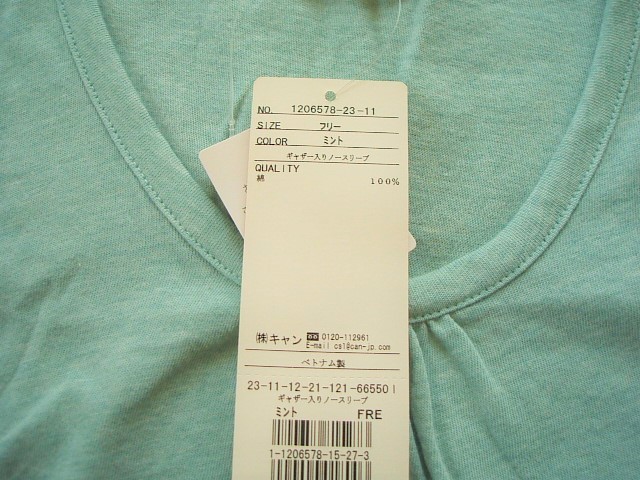 NO. 1206578-23-11
SIZE フリー
COLOR ミント
ギャザー入りノースリーブ
QUALITY
綿 100%
㈱キャン 0120-112961
E-mail cs1@can-jp.com
ベトナム製
23-11-12-21-121-66550 I
ギャザー入りノースリーブ
ミント FRE
1-1206578-15-27-3